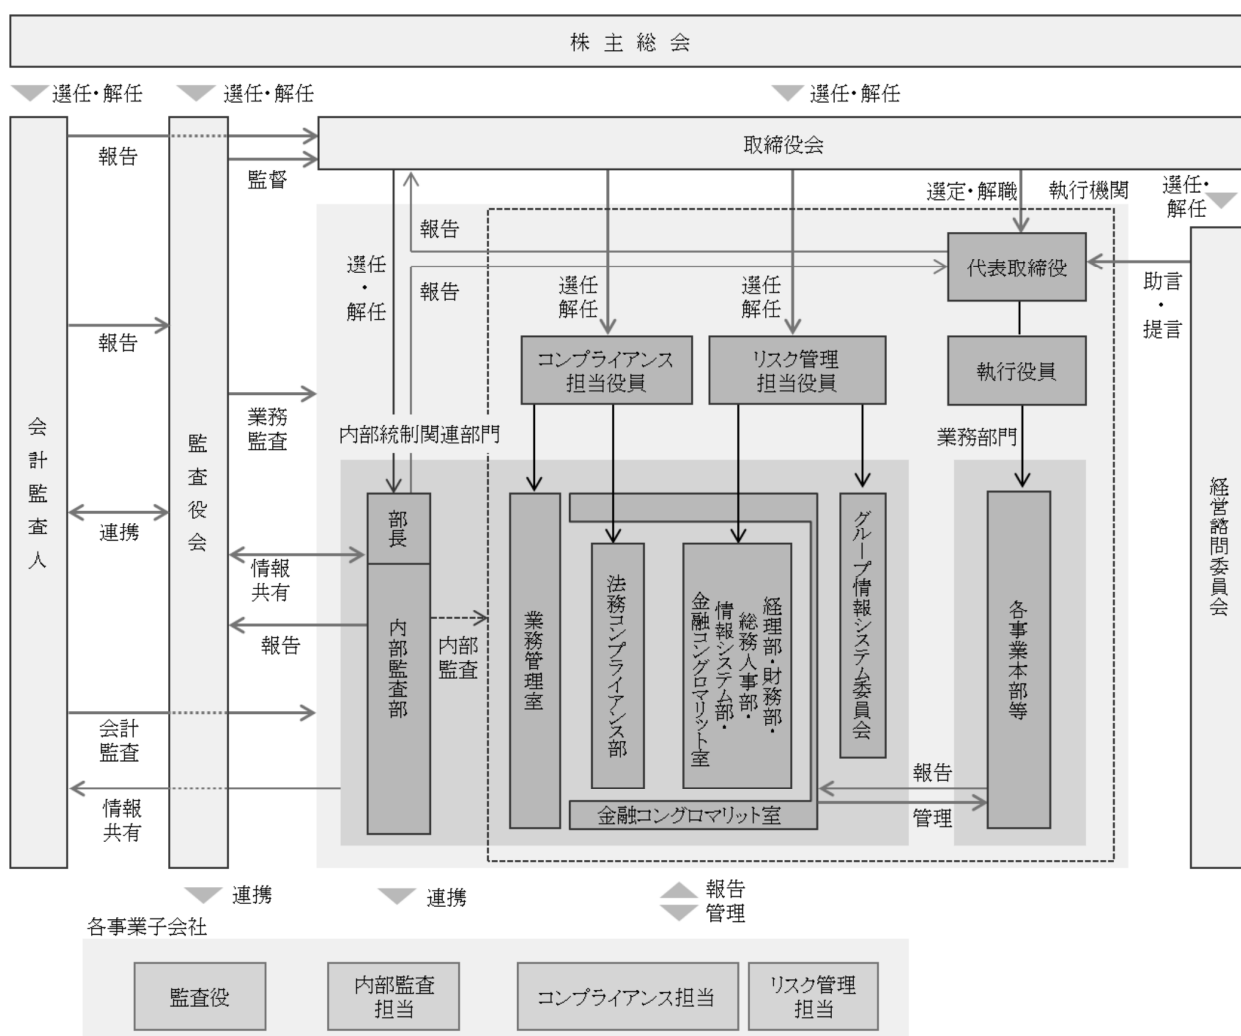 株主総会
選任・解任
選任・解任
選任・解任
取締役会
報告
監督
選定・解職
執行機関
選任・
解任
報告
代表取締役
選任
・
解任
報告
選任
解任
選任
解任
助言
・
提言
報告
コンプライアンス
担当役員
リスク管理
担当役員
執行役員
業務
監査
内部統制関連部門
業務部門
会計監査人
監査役会
経営諮問委員会
連携
部長
情報
共有
内部監査部
報告
内部
監査
業務管理室
法務コンプライアンス部
経理部・財務部・
総務人事部・
情報システム部・
金融コングロマリット室
グループ情報システム委員会
各事業本部等
会計
監査
情報
共有
金融コングロマリット室
報告
管理
連携
連携
報告
管理
各事業子会社
監査役
内部監査
担当
コンプライアンス担当
リスク管理
担当